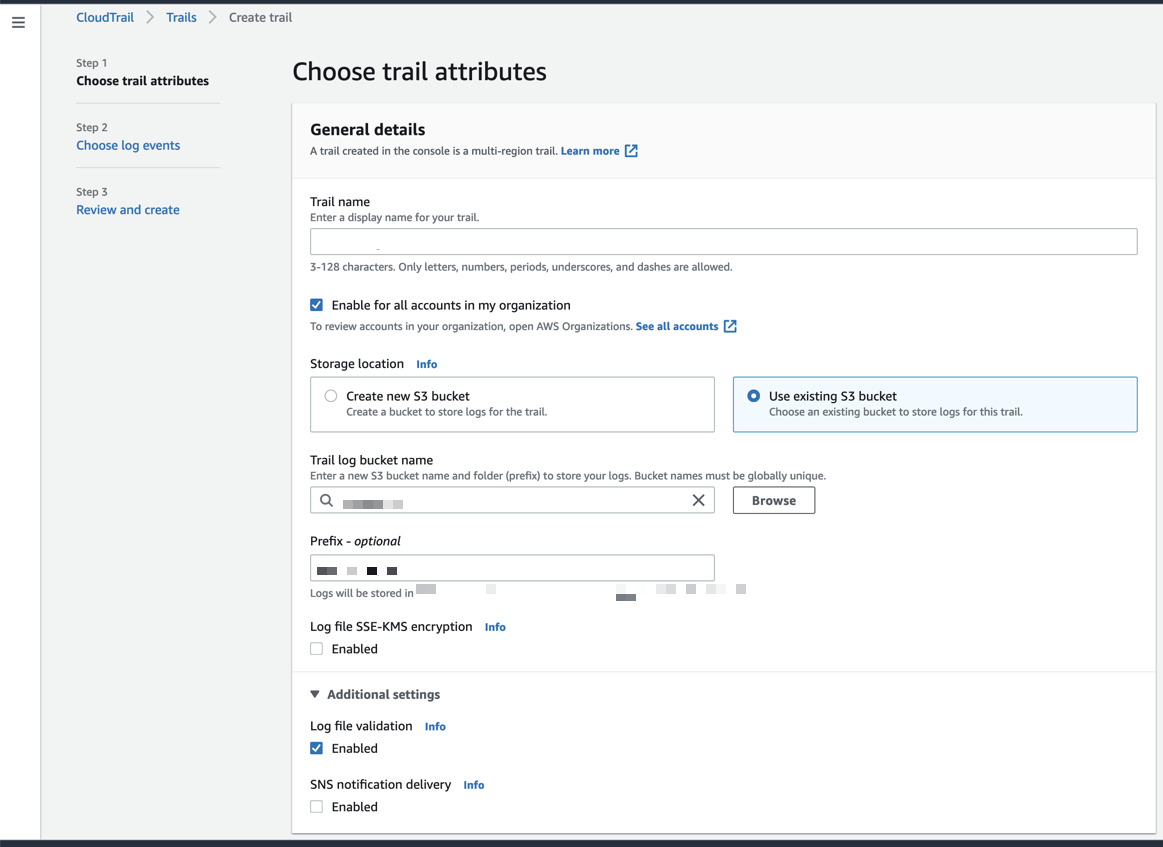 CloudTrail > Trails > Create trail
Step 1
Choose trail attributes
Step 2
Choose log events
Step 3
Review and create
Choose trail attributes
General details
A trail created in the console is a multi-region trail. Learn more
Trail name
Enter a display name for your trail.
3-128 characters. Only letters, numbers, periods, underscores, and dashes are allowed.
Enable for all accounts in my organization
To review accounts in your organization, open AWS Organizations. See all accounts
Storage location Info
Create new S3 bucket
Create a bucket to store logs for the trail.
Use existing S3 bucket
Choose an existing bucket to store logs for this trail.
Trail log bucket name
Enter a new S3 bucket name and folder (prefix) to store your logs. Bucket names must be globally unique.
Browse
Prefix - optional
Logs will be stored in
Log file SSE-KMS encryption Info
Enabled
Additional settings
Log file validation Info
Enabled
SNS notification delivery Info
Enabled